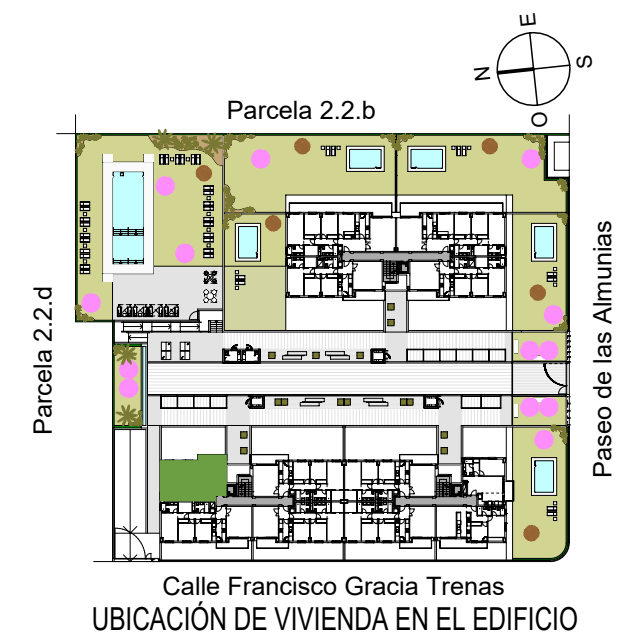 E
N
S
O
Parcela 2.2.b
Parcela 2.2.d
Paseo de las Almunias
Calle Francisco Gracia Trenas
UBICACIÓN DE VIVIENDA EN EL EDIFICIO